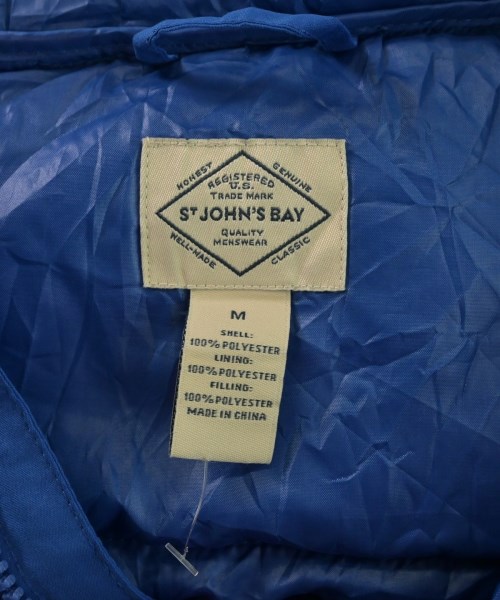 HONEST
GENUINE
REGISTERED
U.S.
TRADE MARK
ST JOHN'S BAY
QUALITY
MENSWEAR
WELL-MADE
CLASSIC
M
SHELL:
100% POLYESTER
LINING:
100% POLYESTER
FILLING:
100% POLYESTER
MADE IN CHINA